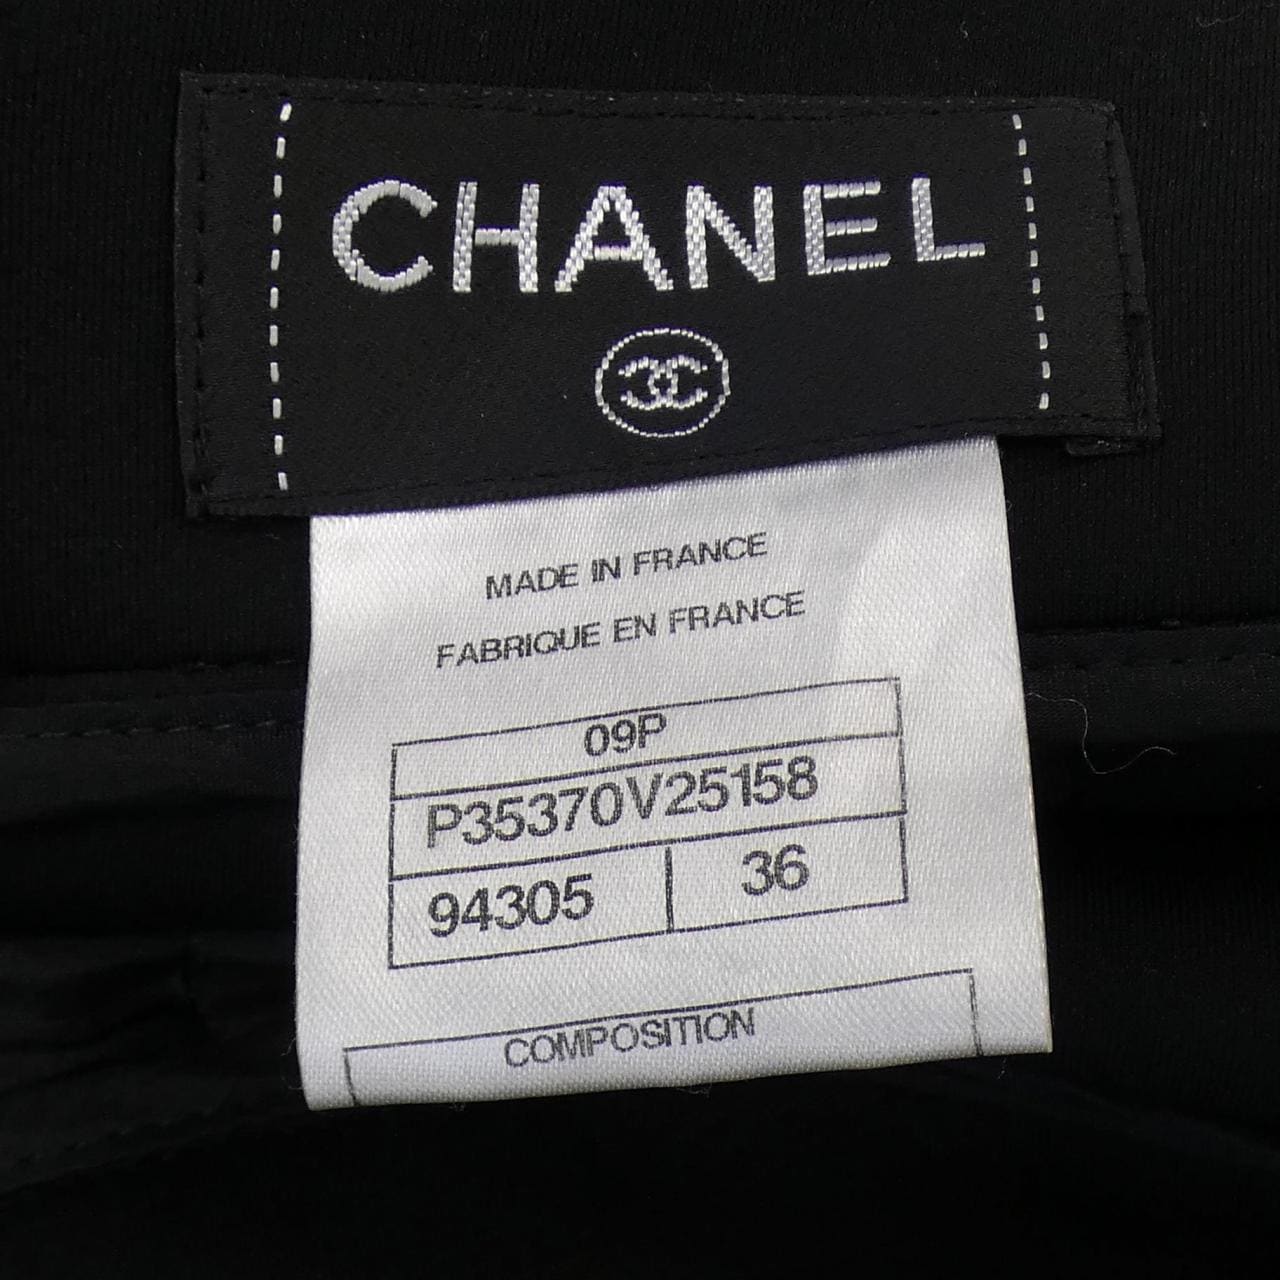 CHANEL
MADE IN FRANCE
FABRIQUE EN FRANCE
09P
P35370V25158
94305 36
COMPOSITION